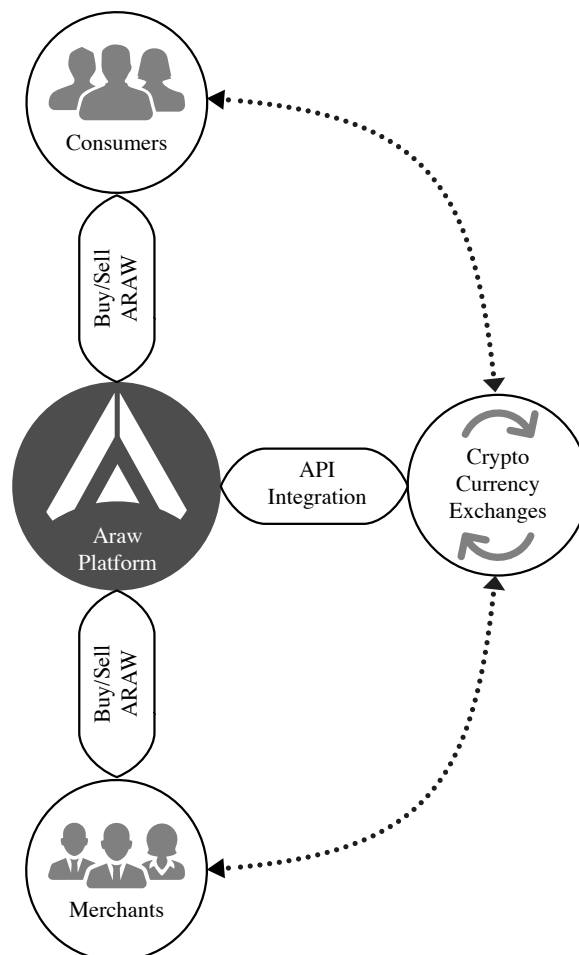 Consumers
Buy/Sell
ARAW
Araw
Platform
API
Integration
Crypto
Currency
Exchanges
Buy/Sell
ARAW
Merchants